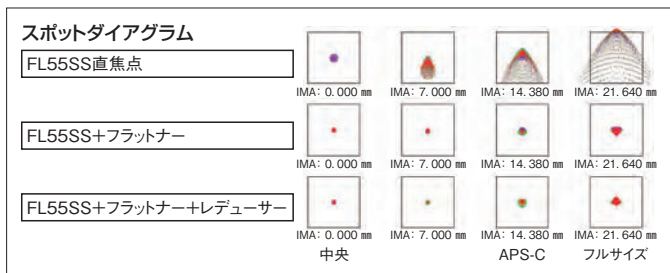 スポットダイアグラム
FL55SS直焦点
IMA: 0.000 ㎜ IMA: 7.000 ㎜ IMA: 14.380 ㎜ IMA: 21.640 ㎜
FL55SS+フラットナー
IMA: 0.000 ㎜ IMA: 7.000 ㎜ IMA: 14.380 ㎜ IMA: 21.640 ㎜
FL55SS+フラットナー+レデューサー
IMA: 0.000 ㎜ IMA: 7.000 ㎜ IMA: 14.380 ㎜ IMA: 21.640 ㎜
中央 APS-C フルサイズ